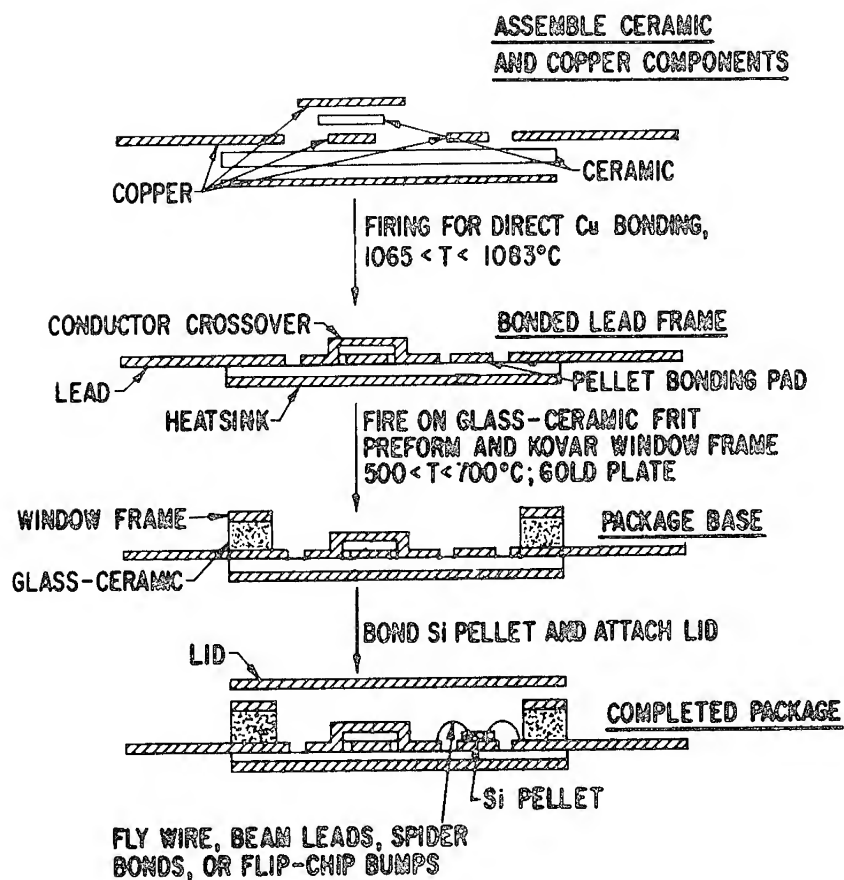 ASSEMBLE CERAMIC
AND COPPER COMPONENTS
COPPER
CERAMIC
FIRING FOR DIRECT Cu BONDING,
1065 < T < 1083°C
CONDUCTOR CROSSOVER
BONDED LEAD FRAME
LEAD
PELLET BONDING PAD
HEATSINK
FIRE ON GLASS-CERAMIC FRIT
PREFORM AND KOVAR WINDOW FRAME
500 < T < 700°C; GOLD PLATE
WINDOW FRAME
PACKAGE BASE
GLASS-CERAMIC
BOND Si PELLET AND ATTACH LID
LID
COMPLETED PACKAGE
Si PELLET
FLY WIRE, BEAM LEADS, SPIDER
BONDS, OR FLIP-CHIP BUMPS